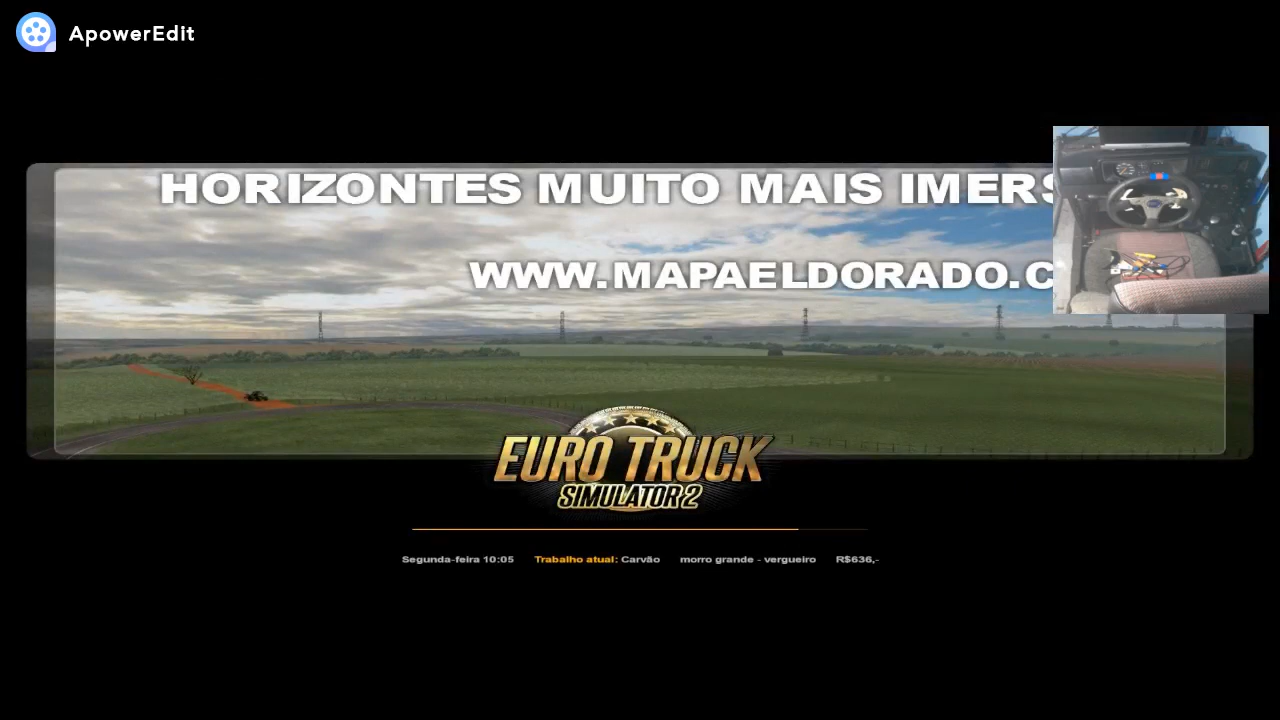 ApowerEdit
HORIZONTES MUITO MAIS IMERS
WWW.MAPAELDORADO.C
EURO TRUCK
SIMULATOR 2
Segunda-feira 10:05 Trabalho atual: Carvão morro grande - vergueiro R$636,-